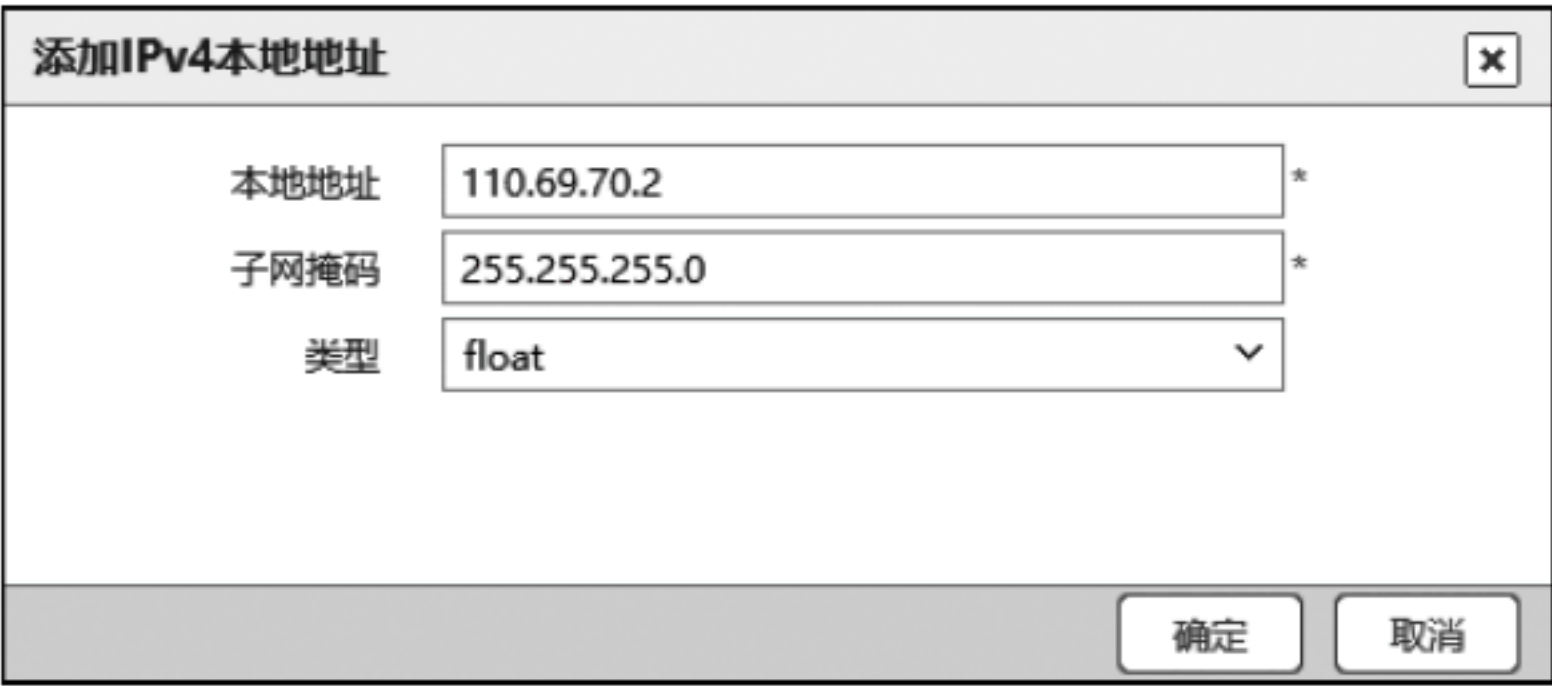 添加IPv4本地地址
本地地址 110.69.70.2 *
子网掩码 255.255.255.0 *
类型 float
确定 取消